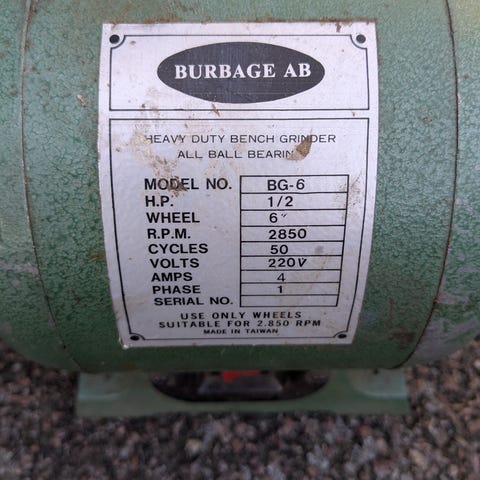 BURBAGE AB
HEAVY DUTY BENCH GRINDER
ALL BALL BEARIN
MODEL NO. BG-6
H.P. 1/2
WHEEL 6"
R.P.M. 2850
CYCLES 50
VOLTS 220V
AMPS 4
PHASE 1
SERIAL NO.
USE ONLY WHEELS
SUITABLE FOR 2.850 RPM
MADE IN TAIWAN